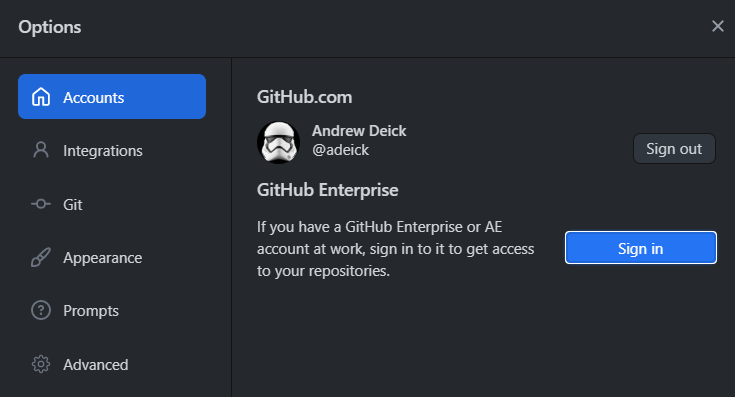 Options
Accounts
Integrations
Git
Appearance
Prompts
Advanced
GitHub.com
Andrew Deick
@adeick
Sign out
GitHub Enterprise
If you have a GitHub Enterprise or AE
account at work, sign in to it to get access
to your repositories.
Sign in